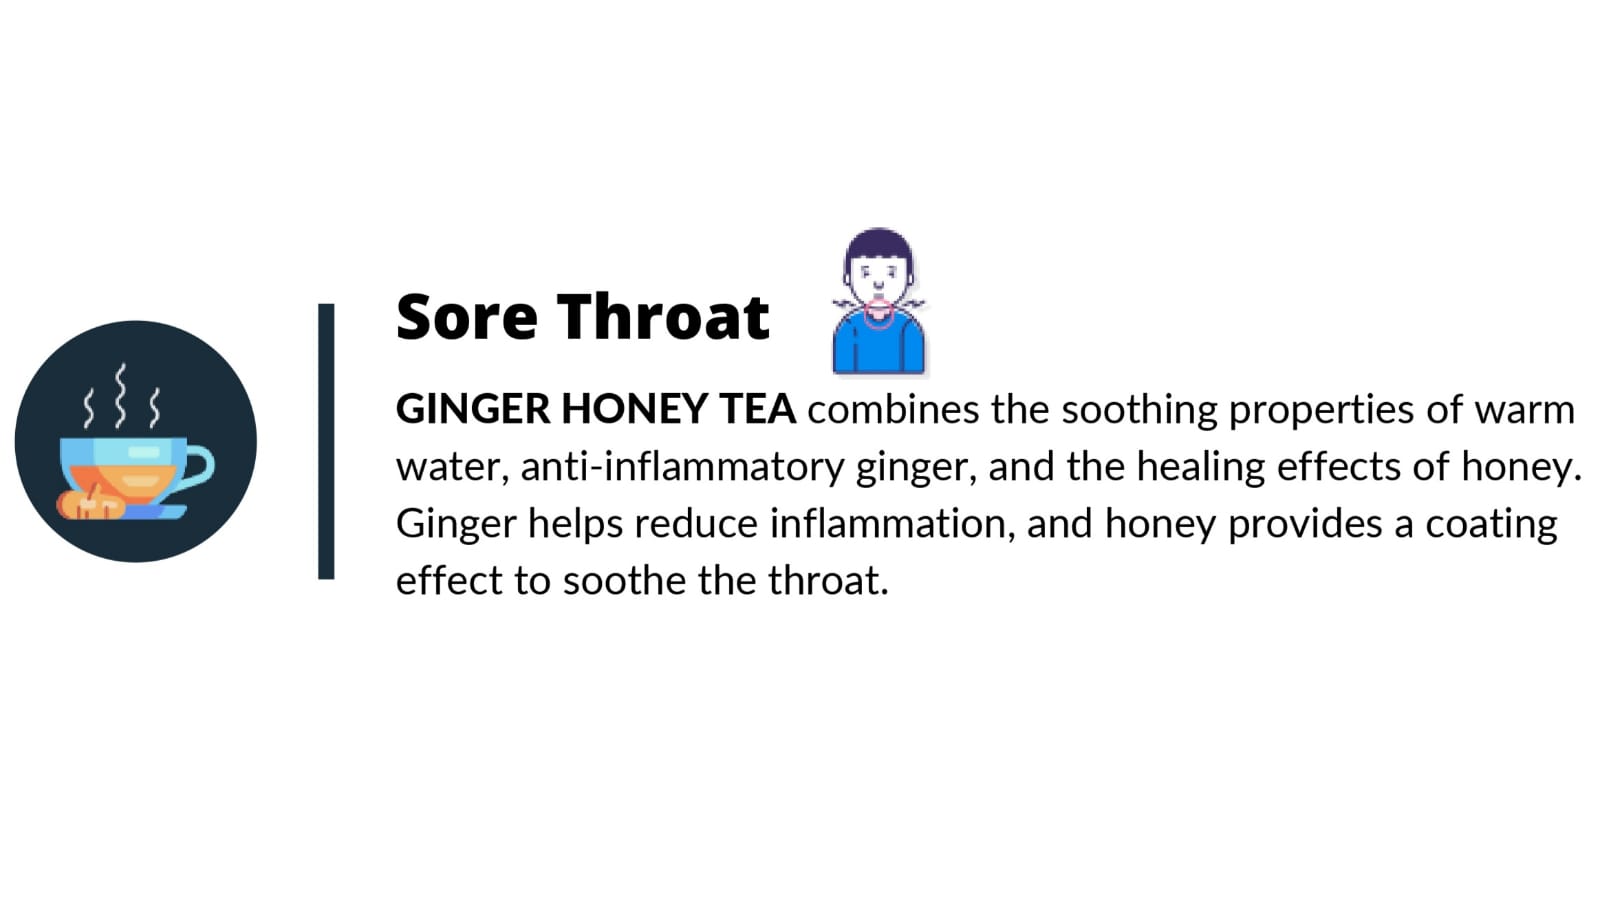 Sore Throat
GINGER HONEY TEA combines the soothing properties of warm
water, anti-inflammatory ginger, and the healing effects of honey.
Ginger helps reduce inflammation, and honey provides a coating
effect to soothe the throat.